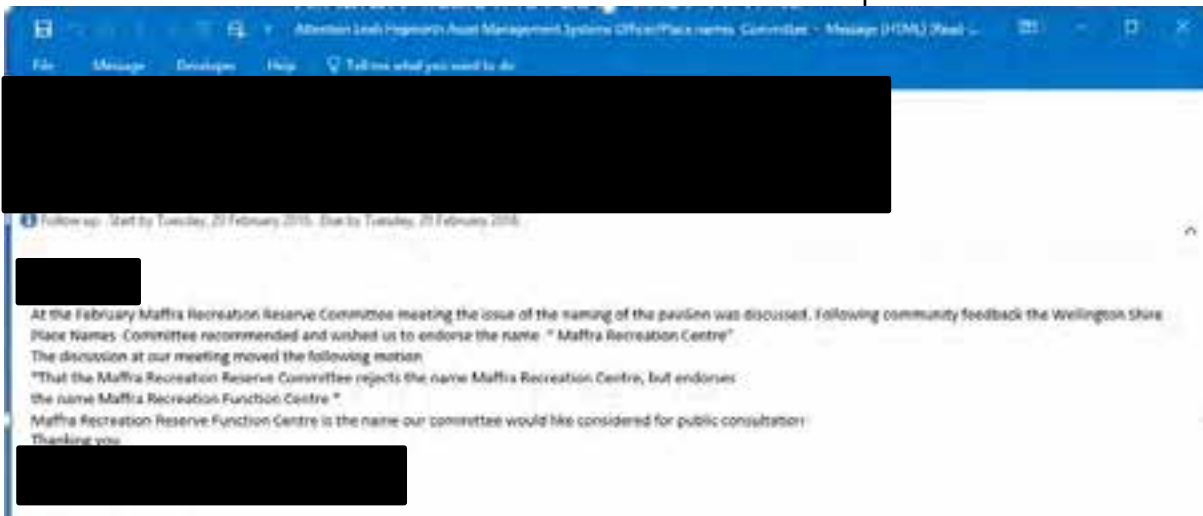 Attention Leah Hepworth Asset Management Systems Officer/Place names Committee - Message (HTML) (Read-...
File Message Developer Help Tell me what you want to do
Follow up. Start by Tuesday, 20 February 2018. Due by Tuesday, 20 February 2018.
At the February Maffra Recreation Reserve Committee meeting the issue of the naming of the pavilion was discussed. Following community feedback the Wellington Shire
Place Names Committee recommended and wished us to endorse the name " Maffra Recreation Centre"
The discussion at our meeting moved the following motion
"That the Maffra Recreation Reserve Committee rejects the name Maffra Recreation Centre, but endorses
the name Maffra Recreation Function Centre "
Maffra Recreation Reserve Function Centre is the name our committee would like considered for public consultation
Thanking you